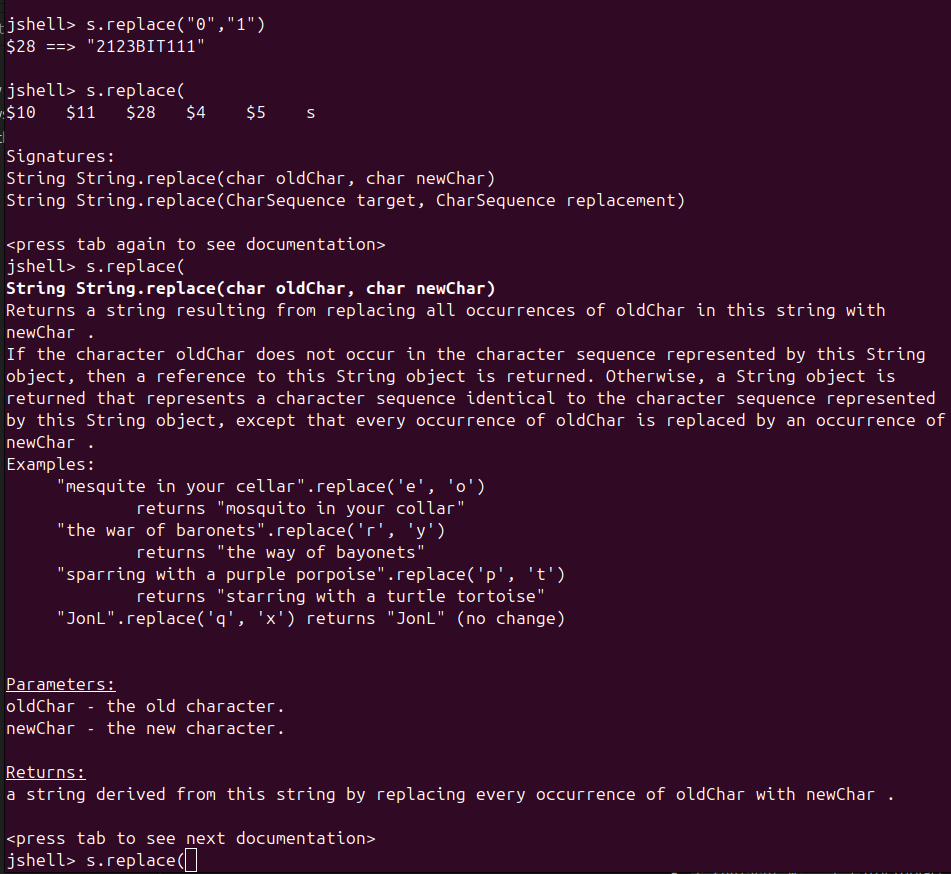 jshell> s.replace("0","1")
$28 ==> "2123BIT111"
jshell> s.replace(
$10   $11   $28   $4    $5    s
Signatures:
String String.replace(char oldChar, char newChar)
String String.replace(CharSequence target, CharSequence replacement)
<press tab again to see documentation>
jshell> s.replace(
String String.replace(char oldChar, char newChar)
Returns a string resulting from replacing all occurrences of oldChar in this string with
newChar .
If the character oldChar does not occur in the character sequence represented by this String
object, then a reference to this String object is returned. Otherwise, a String object is
returned that represents a character sequence identical to the character sequence represented
by this String object, except that every occurrence of oldChar is replaced by an occurrence of
newChar .
Examples:
"mesquite in your cellar".replace('e', 'o')
returns "mosquito in your collar"
"the war of baronets".replace('r', 'y')
returns "the way of bayonets"
"sparring with a purple porpoise".replace('p', 't')
returns "starring with a turtle tortoise"
"JonL".replace('q', 'x') returns "JonL" (no change)
Parameters:
oldChar - the old character.
newChar - the new character.
Returns:
a string derived from this string by replacing every occurrence of oldChar with newChar .
<press tab to see next documentation>
jshell> s.replace(